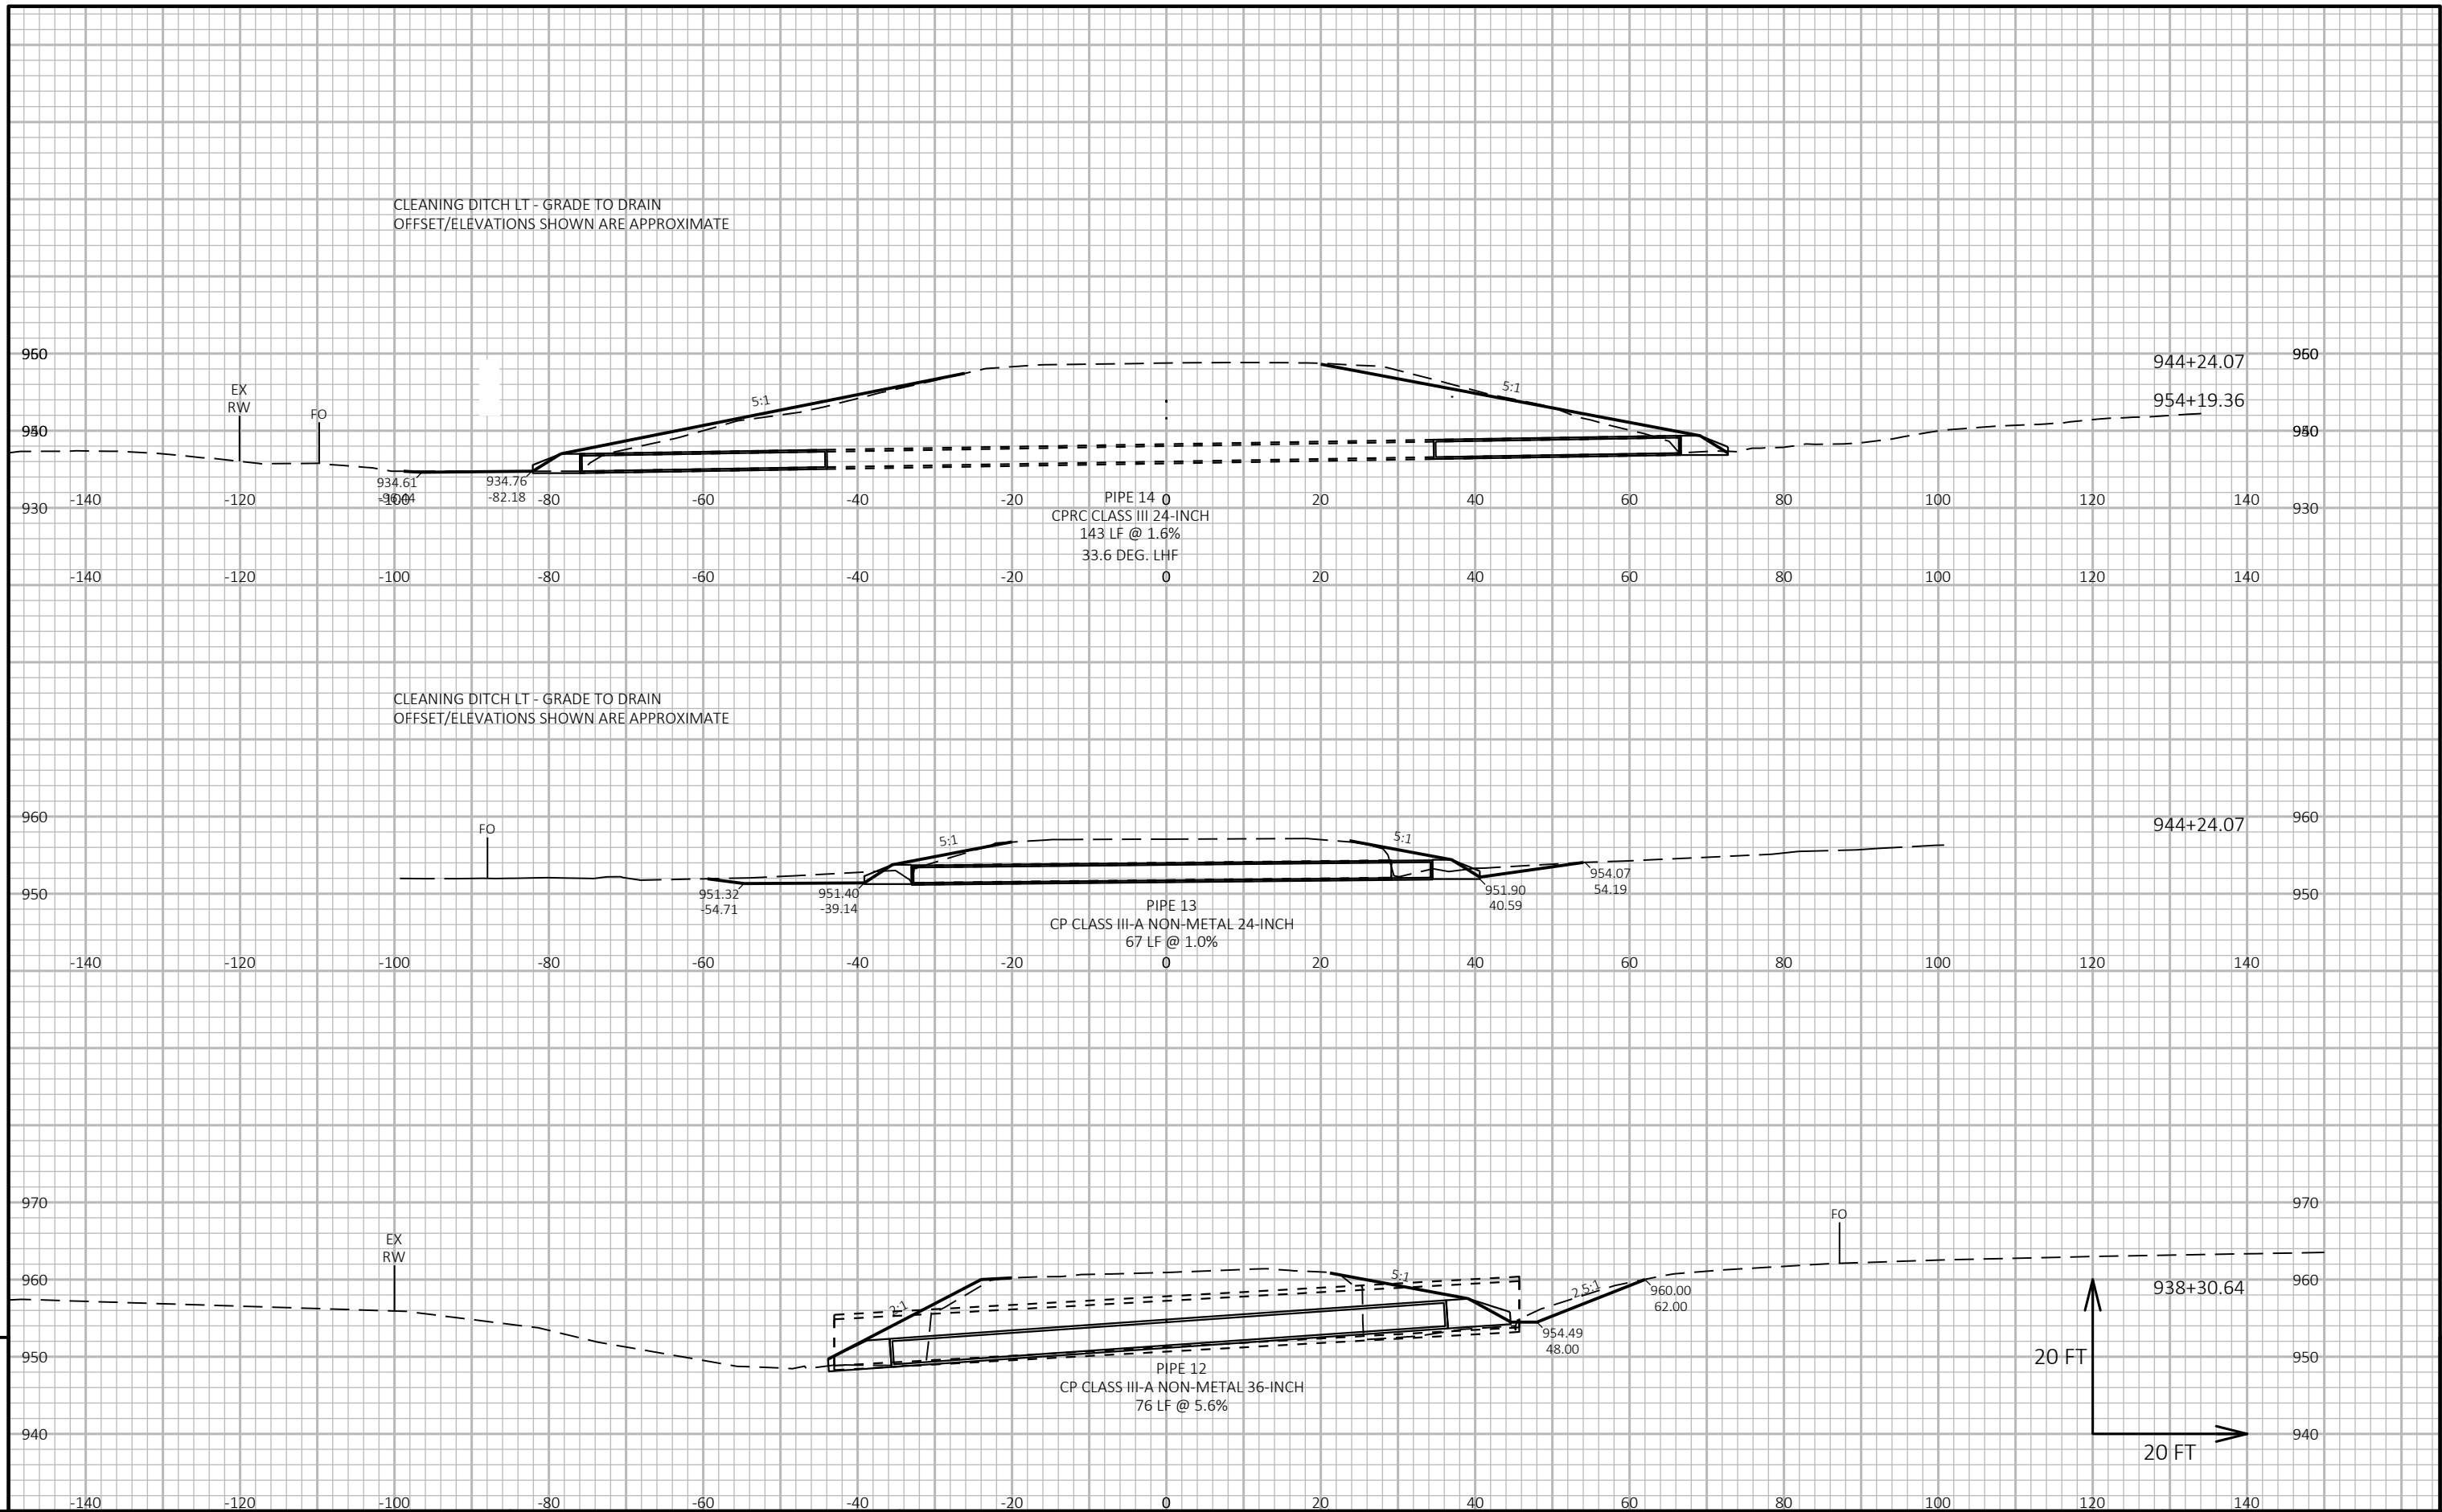 CLEANING DITCH LT - GRADE TO DRAIN
OFFSET/ELEVATIONS SHOWN ARE APPROXIMATE
950 944+24.07 950
EX
RW
FO
5:1
5:1
954+19.36
940 940
934.61
-96.44
934.76
-82.18
-140 -120 -100 -80 -60 -40 -20 0 20 40 60 80 100 120 140
930 930
PIPE 14
CPRC CLASS III 24-INCH
143 LF @ 1.6%
33.6 DEG. LHF
-140 -120 -100 -80 -60 -40 -20 0 20 40 60 80 100 120 140
CLEANING DITCH LT - GRADE TO DRAIN
OFFSET/ELEVATIONS SHOWN ARE APPROXIMATE
960 944+24.07 960
FO
5:1
5:1
950 950
951.32
-54.71
951.40
-39.14
951.90
40.59
954.07
54.19
PIPE 13
CP CLASS III-A NON-METAL 24-INCH
67 LF @ 1.0%
-140 -120 -100 -80 -60 -40 -20 0 20 40 60 80 100 120 140
970 970
EX
RW
FO
960 938+30.64 960
2:1
5:1
2.5:1
960.00
62.00
954.49
48.00
950 950
PIPE 12
CP CLASS III-A NON-METAL 36-INCH
76 LF @ 5.6%
20 FT
20 FT
940 940
-140 -120 -100 -80 -60 -40 -20 0 20 40 60 80 100 120 140